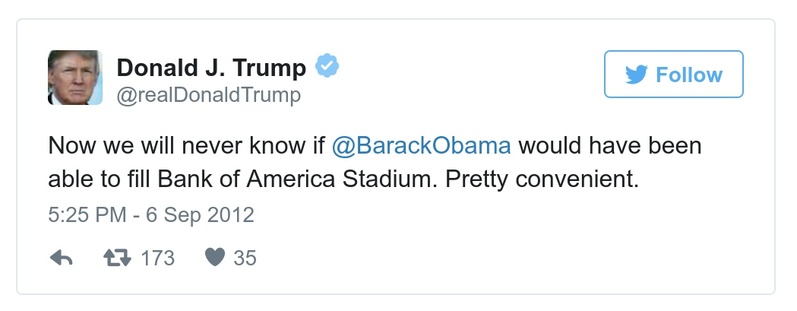 Donald J. Trump
@realDonaldTrump
Follow
Now we will never know if @BarackObama would have been
able to fill Bank of America Stadium. Pretty convenient.
5:25 PM - 6 Sep 2012
173 35